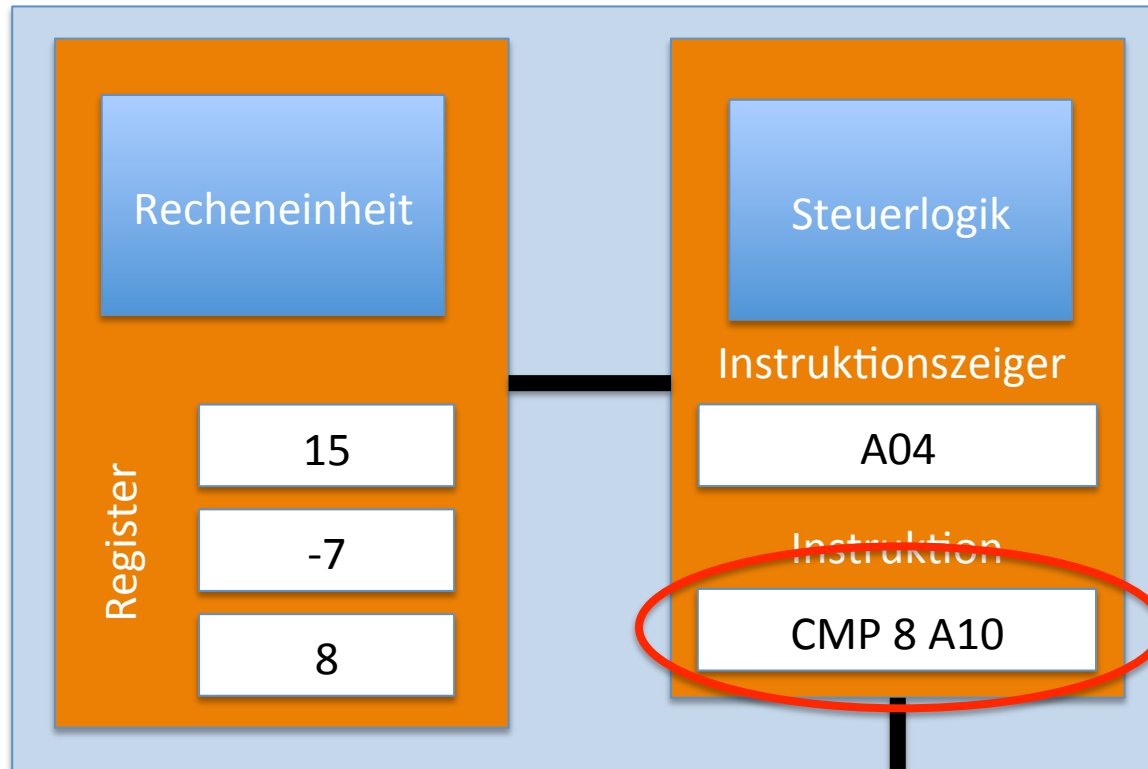 Recheneinheit
Register
15
-7
8
Steuerlogik
Instruktionszeiger
A04
Instruktion
CMP 8 A10